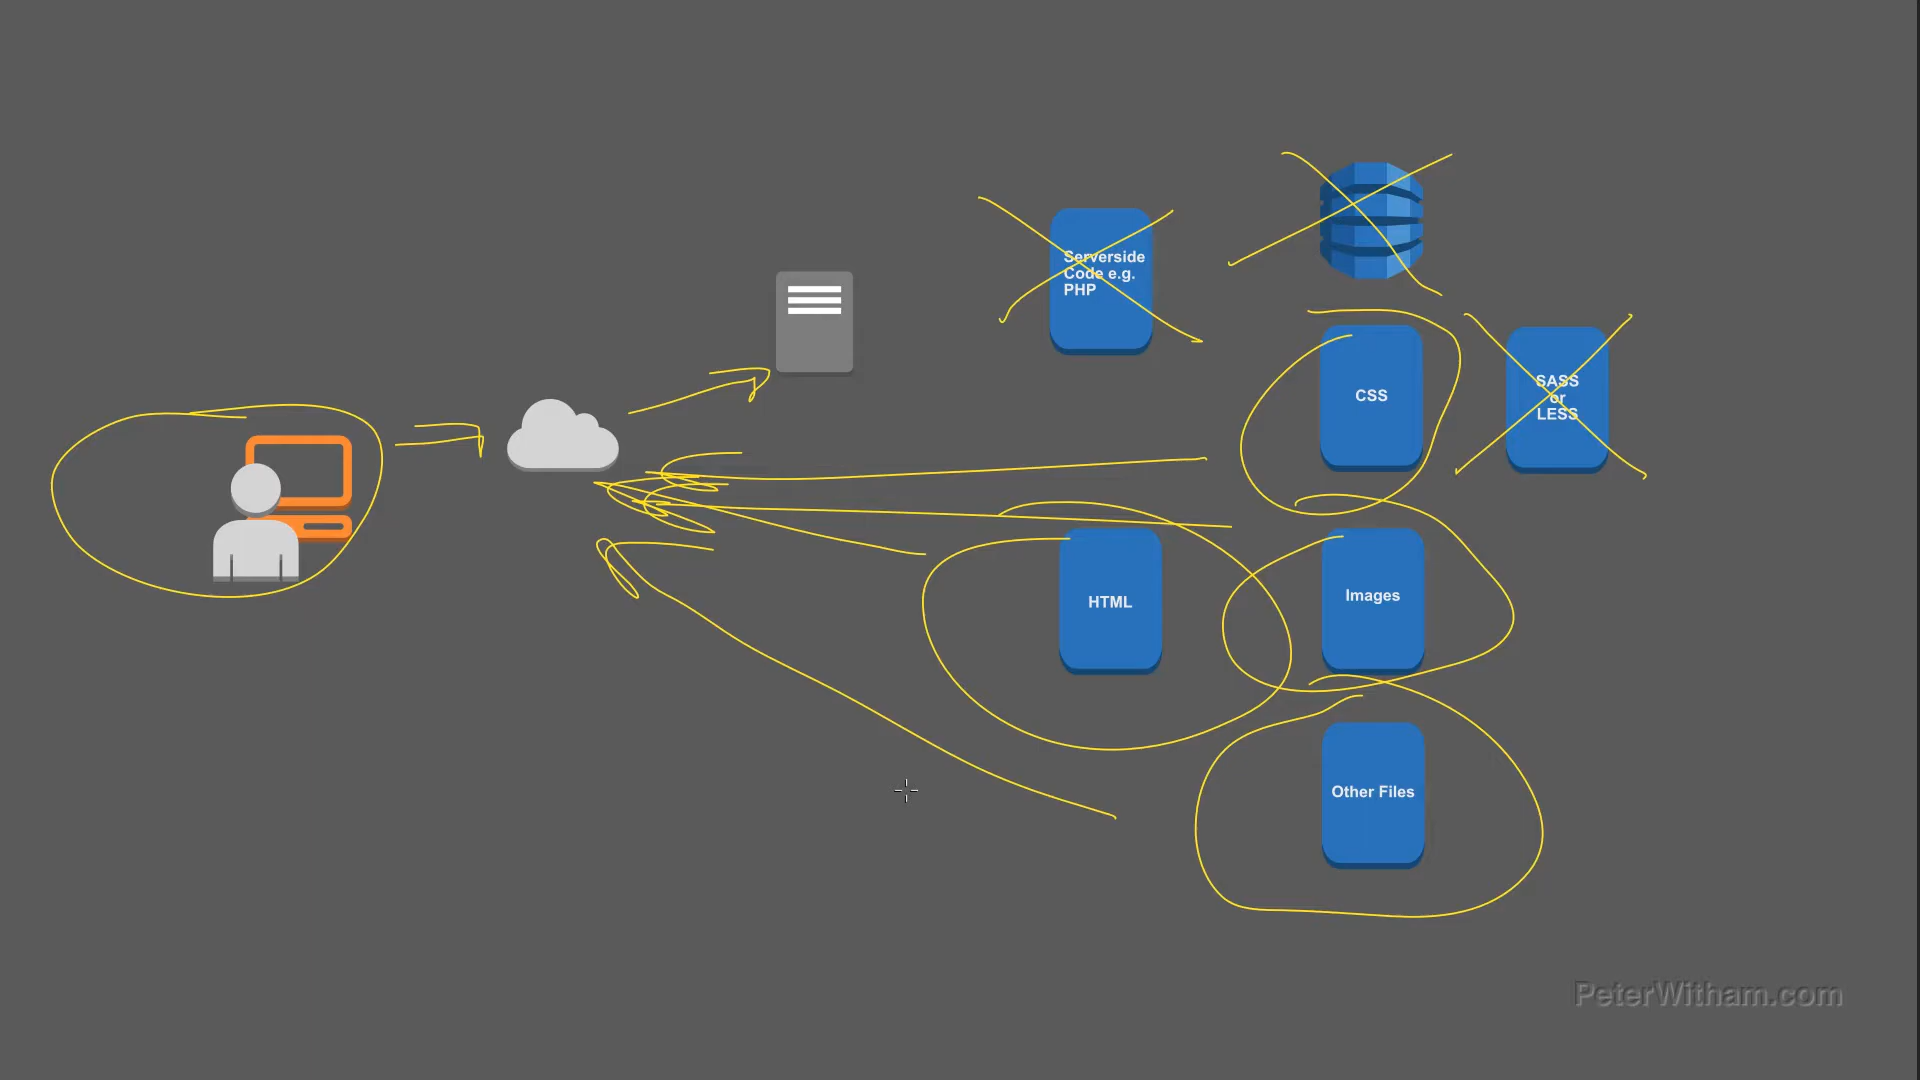 Serverside
Code e.g.
PHP
CSS
SASS
or
LESS
HTML
Images
Other Files
PeterWitham.com